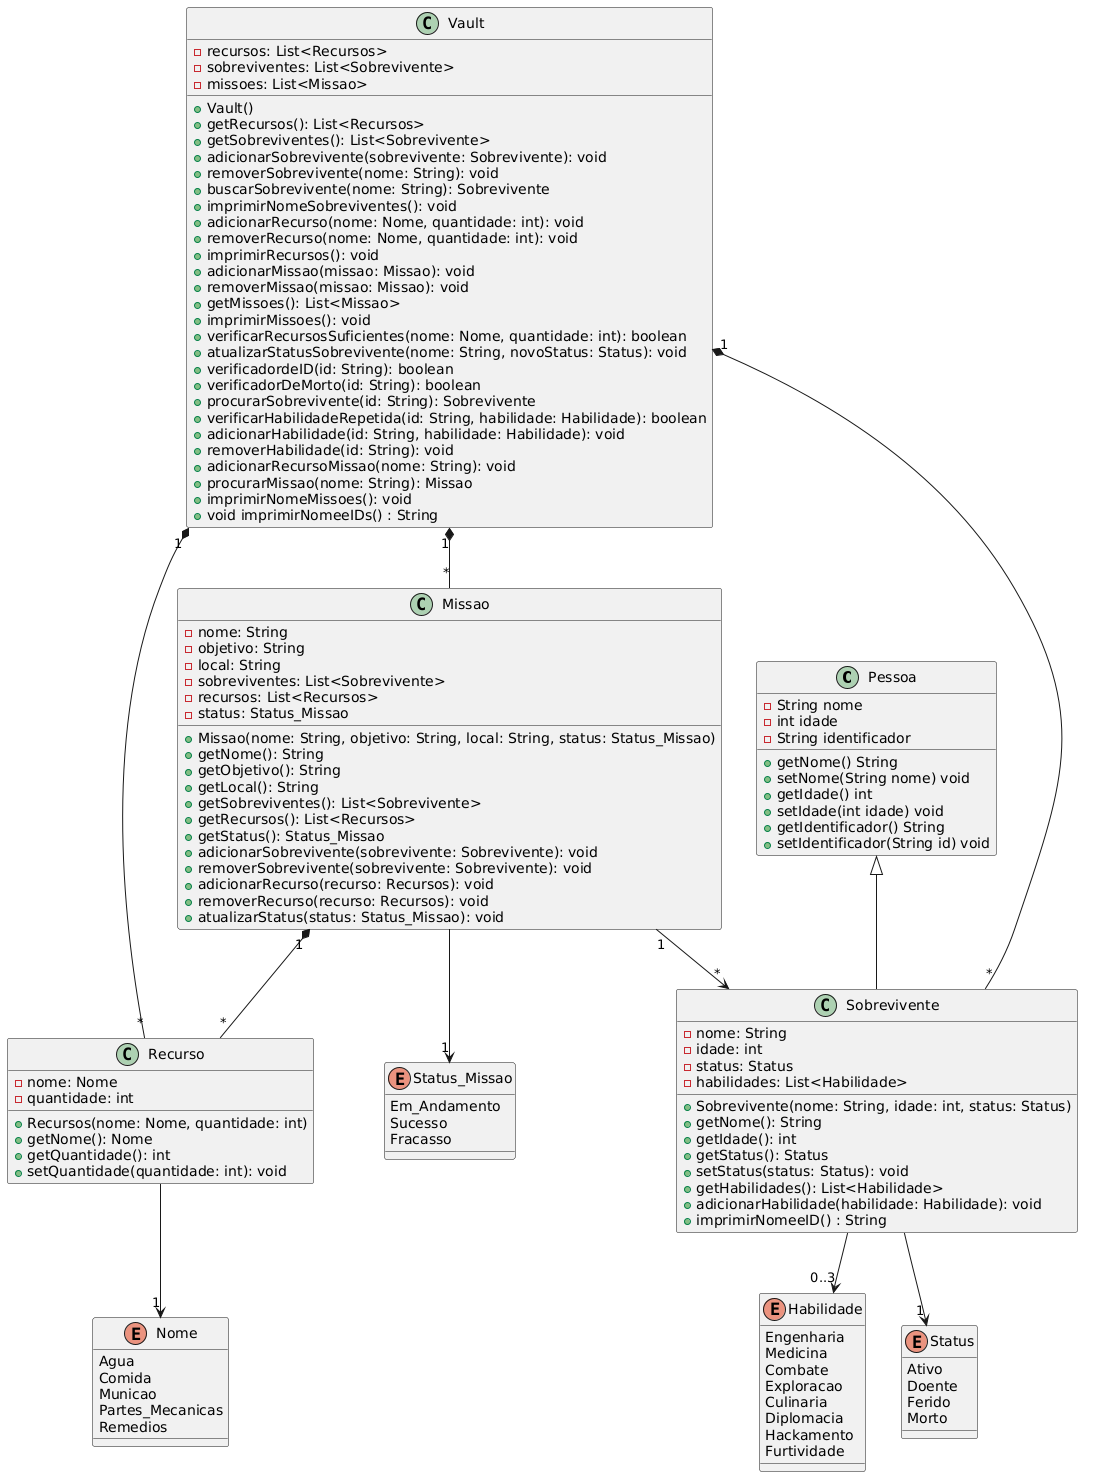 C Vault
recursos: List<Recursos>
sobreviventes: List<Sobrevivente>
missoes: List<Missao>
Vault()
getRecursos(): List<Recursos>
getSobreviventes(): List<Sobrevivente>
adicionarSobrevivente(sobrevivente: Sobrevivente): void
removerSobrevivente(nome: String): void
buscarSobrevivente(nome: String): Sobrevivente
imprimirNomeSobreviventes(): void
adicionarRecurso(nome: Nome, quantidade: int): void
removerRecurso(nome: Nome, quantidade: int): void
imprimirRecursos(): void
adicionarMissao(missao: Missao): void
removerMissao(missao: Missao): void
getMissoes(): List<Missao>
imprimirMissoes(): void
verificarRecursosSuficientes(nome: Nome, quantidade: int): boolean
atualizarStatusSobrevivente(nome: String, novoStatus: Status): void
verificadordeID(id: String): boolean
verificadorDeMorto(id: String): boolean
procurarSobrevivente(id: String): Sobrevivente
verificarHabilidadeRepetida(id: String, habilidade: Habilidade): boolean
adicionarHabilidade(id: String, habilidade: Habilidade): void
removerHabilidade(id: String): void
adicionarRecursoMissao(nome: String): void
procurarMissao(nome: String): Missao
imprimirNomeMissoes(): void
void imprimirNomeeIDs() : String
1
1
1
*
C Missao
nome: String
objetivo: String
local: String
sobreviventes: List<Sobrevivente>
recursos: List<Recursos>
status: Status_Missao
Missao(nome: String, objetivo: String, local: String, status: Status_Missao)
getNome(): String
getObjetivo(): String
getLocal(): String
getSobreviventes(): List<Sobrevivente>
getRecursos(): List<Recursos>
getStatus(): Status_Missao
adicionarSobrevivente(sobrevivente: Sobrevivente): void
removerSobrevivente(sobrevivente: Sobrevivente): void
adicionarRecurso(recurso: Recursos): void
removerRecurso(recurso: Recursos): void
atualizarStatus(status: Status_Missao): void
C Pessoa
String nome
int idade
String identificador
getNome() String
setNome(String nome) void
getIdade() int
setIdade(int idade) void
getIdentificador() String
setIdentificador(String id) void
1
1
*
*
*
*
C Recurso
nome: Nome
quantidade: int
Recursos(nome: Nome, quantidade: int)
getNome(): Nome
getQuantidade(): int
setQuantidade(quantidade: int): void
1
E Status_Missao
Em_Andamento
Sucesso
Fracasso
C Sobrevivente
nome: String
idade: int
status: Status
habilidades: List<Habilidade>
Sobrevivente(nome: String, idade: int, status: Status)
getNome(): String
getIdade(): int
getStatus(): Status
setStatus(status: Status): void
getHabilidades(): List<Habilidade>
adicionarHabilidade(habilidade: Habilidade): void
imprimirNomeeID() : String
1
0..3
1
E Nome
Agua
Comida
Municao
Partes_Mecanicas
Remedios
E Habilidade
Engenharia
Medicina
Combate
Exploracao
Culinaria
Diplomacia
Hackamento
Furtividade
E Status
Ativo
Doente
Ferido
Morto